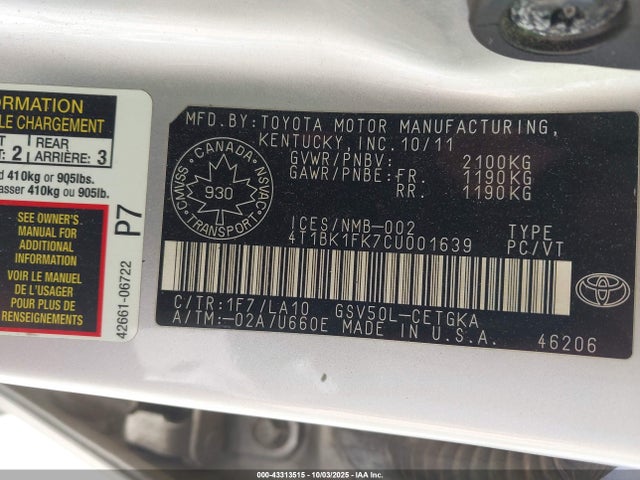 ORMATION
LE CHARGEMENT
T
T: 2
REAR
ARRIÈRE: 3
d 410kg or 905lbs.
asser 410kg ou 905lb
SEE OWNER'S
MANUAL FOR
ADDITIONAL
INFORMATION
VOIR LE MANUEL
DE L'USAGER
POUR PLUS DE
RENSEIGNEMENTS
P7
42661-06722
MFD.BY:TOYOTA MOTOR MANUFACTURING,
KENTUCKY,INC.10/11
GVWR/PNBV: 2100KG
GAWR/PNBE:FR. 1190KG
RR. 1190KG
CANADA
CMVSS NSVAC
930
TRANSPORT
ICES/NMB-002
4T1BK1FK7CU001639
TYPE
PC/VT
C/TR:1F7/LA10 GSV50L-CETGKA
A/TM:-02A/U660E MADE IN U.S.A.
46206
000-43313515 | 10/03/2025 | IAA Inc.